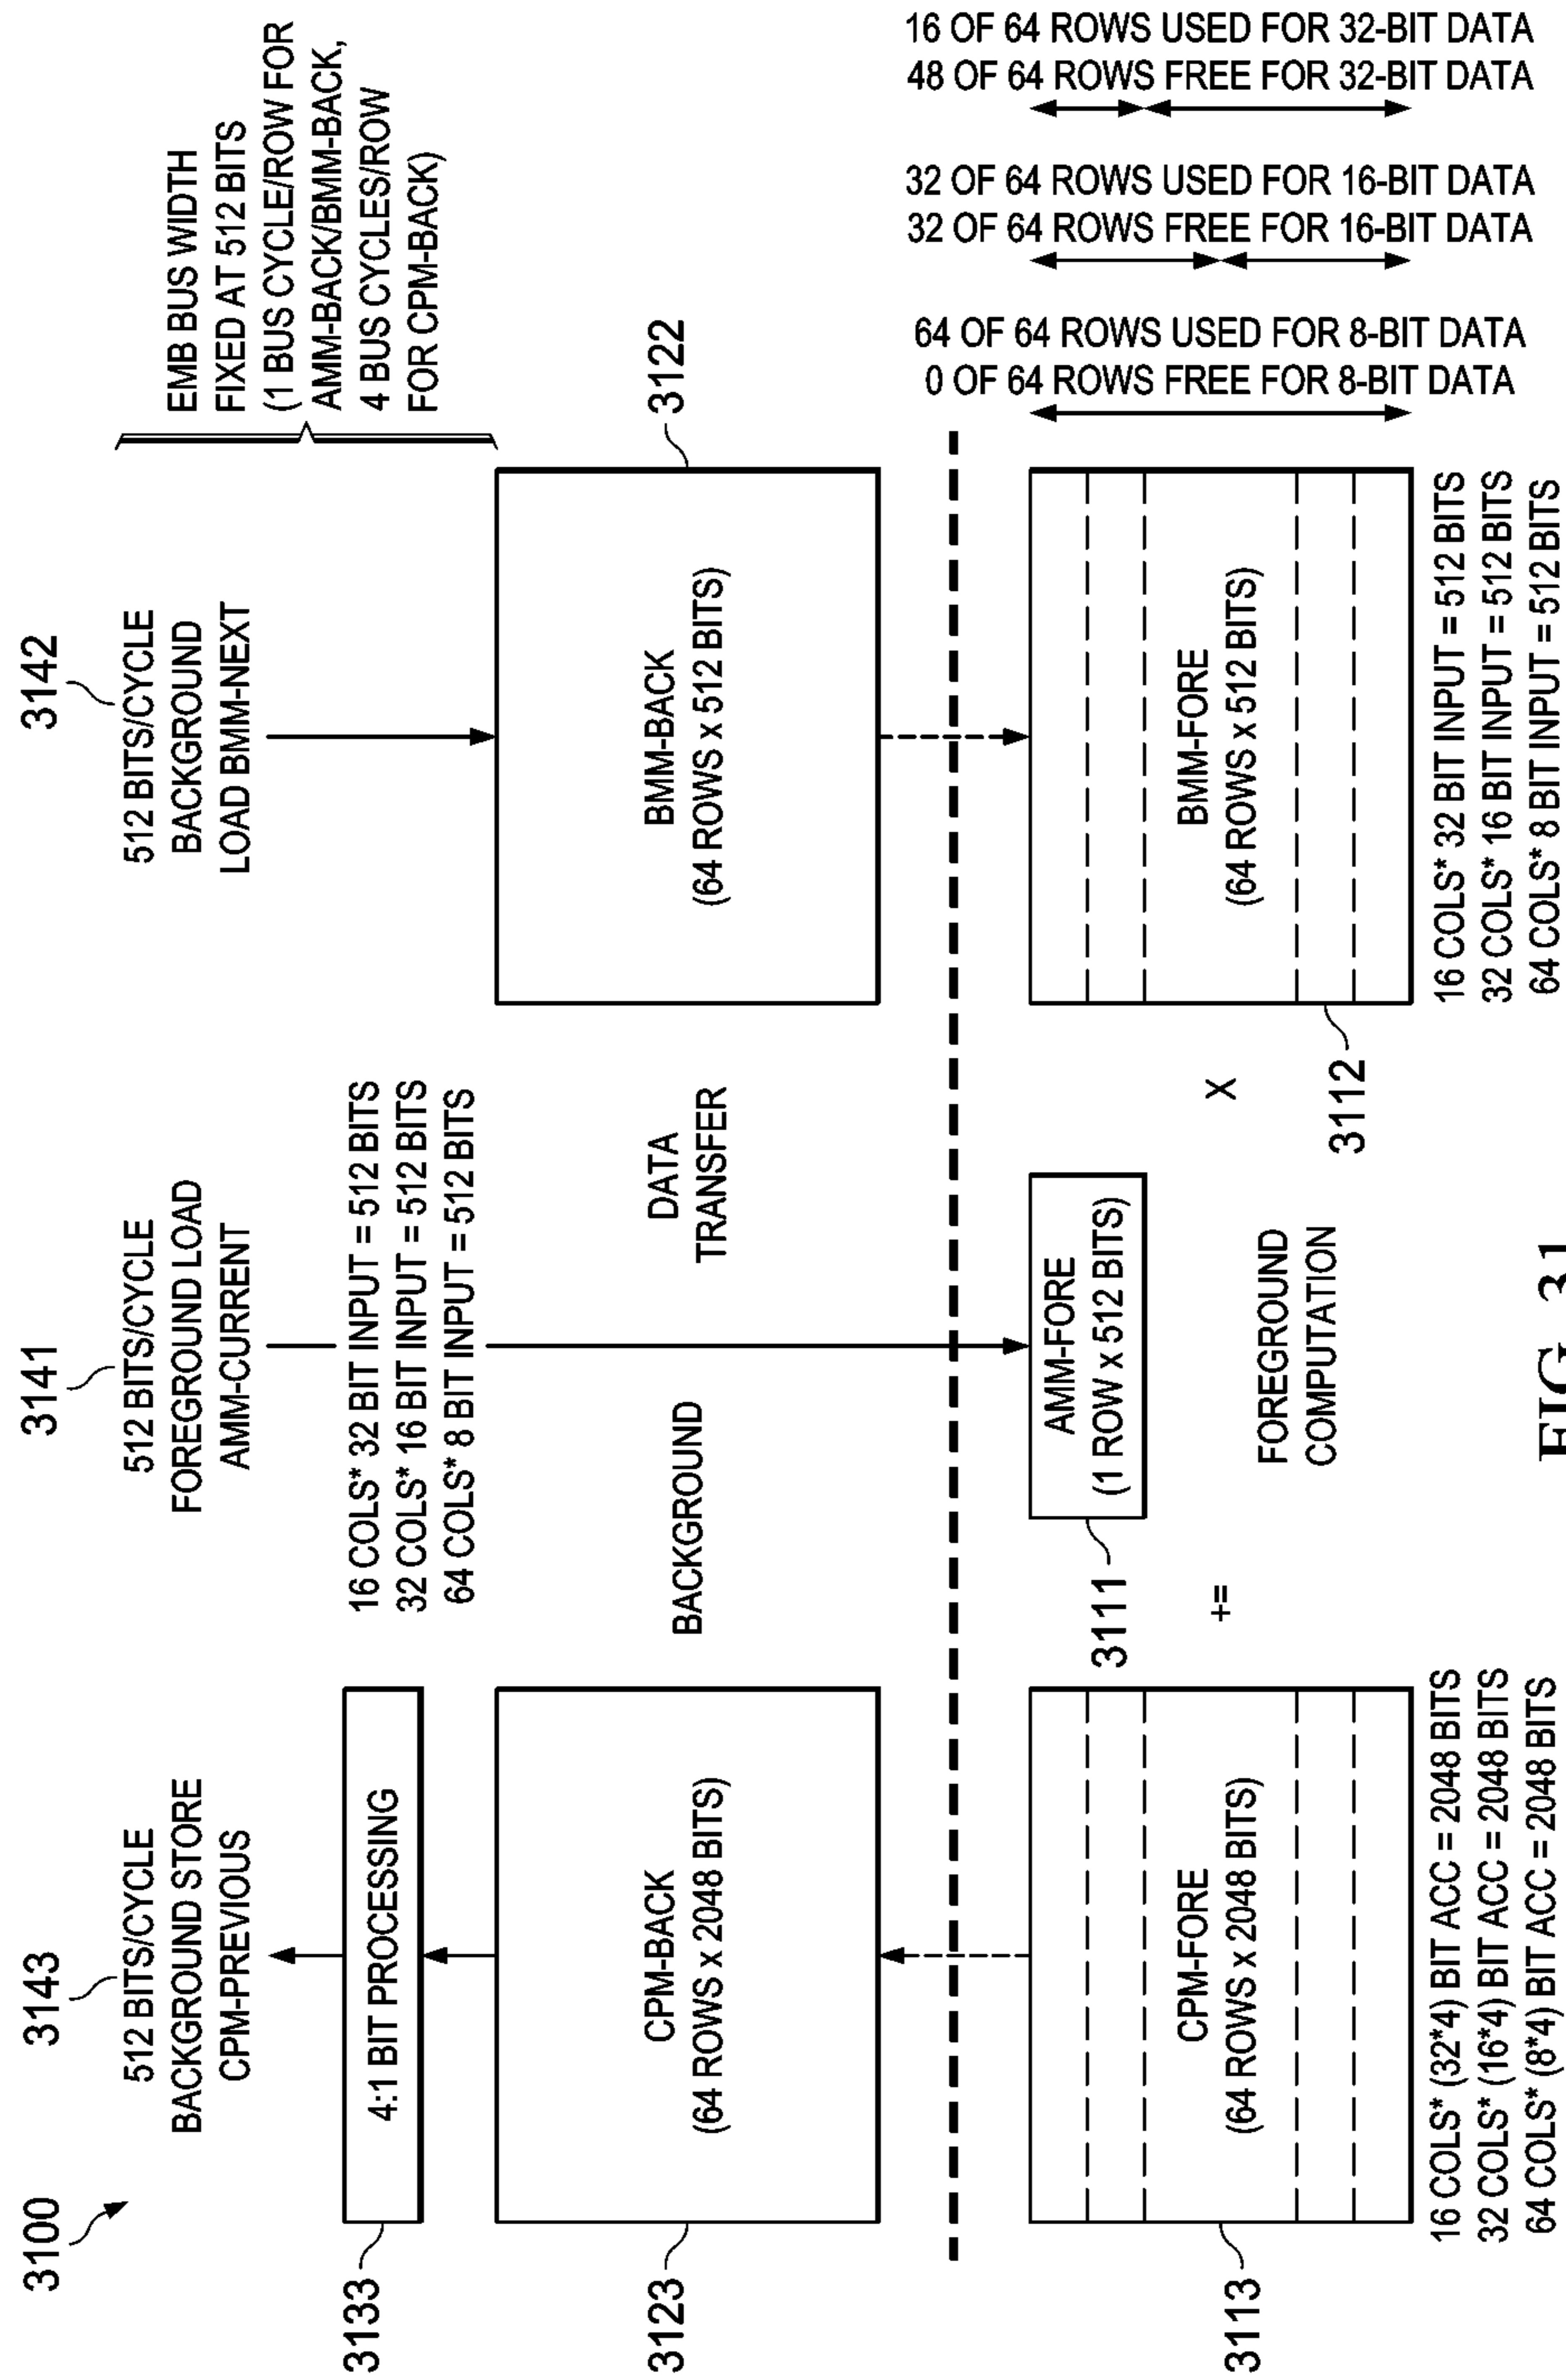 3100
3143
512 BITS/CYCLE
BACKGROUND STORE
CPM-PREVIOUS
3141
512 BITS/CYCLE
FOREGROUND LOAD
AMM-CURRENT
3142
512 BITS/CYCLE
BACKGROUND
LOAD BMM-NEXT
EMB BUS WIDTH
FIXED AT 512 BITS
(1 BUS CYCLE/ROW FOR
AMM-BACK/BMM-BACK,
4 BUS CYCLES/ROW
FOR CPM-BACK)
3133
4:1 BIT PROCESSING
16 COLS* 32 BIT INPUT = 512 BITS
32 COLS* 16 BIT INPUT = 512 BITS
64 COLS* 8 BIT INPUT = 512 BITS
3123
CPM-BACK
(64 ROWS x 2048 BITS)
BACKGROUND
DATA
TRANSFER
BMM-BACK
(64 ROWS x 512 BITS)
3122
3113
CPM-FORE
(64 ROWS x 2048 BITS)
+=
3111
AMM-FORE
(1 ROW x 512 BITS)
FOREGROUND
COMPUTATION
X
3112
BMM-FORE
(64 ROWS x 512 BITS)
64 OF 64 ROWS USED FOR 8-BIT DATA
0 OF 64 ROWS FREE FOR 8-BIT DATA
32 OF 64 ROWS USED FOR 16-BIT DATA
32 OF 64 ROWS FREE FOR 16-BIT DATA
16 OF 64 ROWS USED FOR 32-BIT DATA
48 OF 64 ROWS FREE FOR 32-BIT DATA
16 COLS* (32*4) BIT ACC = 2048 BITS
32 COLS* (16*4) BIT ACC = 2048 BITS
64 COLS* (8*4) BIT ACC = 2048 BITS
16 COLS* 32 BIT INPUT = 512 BITS
32 COLS* 16 BIT INPUT = 512 BITS
64 COLS* 8 BIT INPUT = 512 BITS
FIG. 31